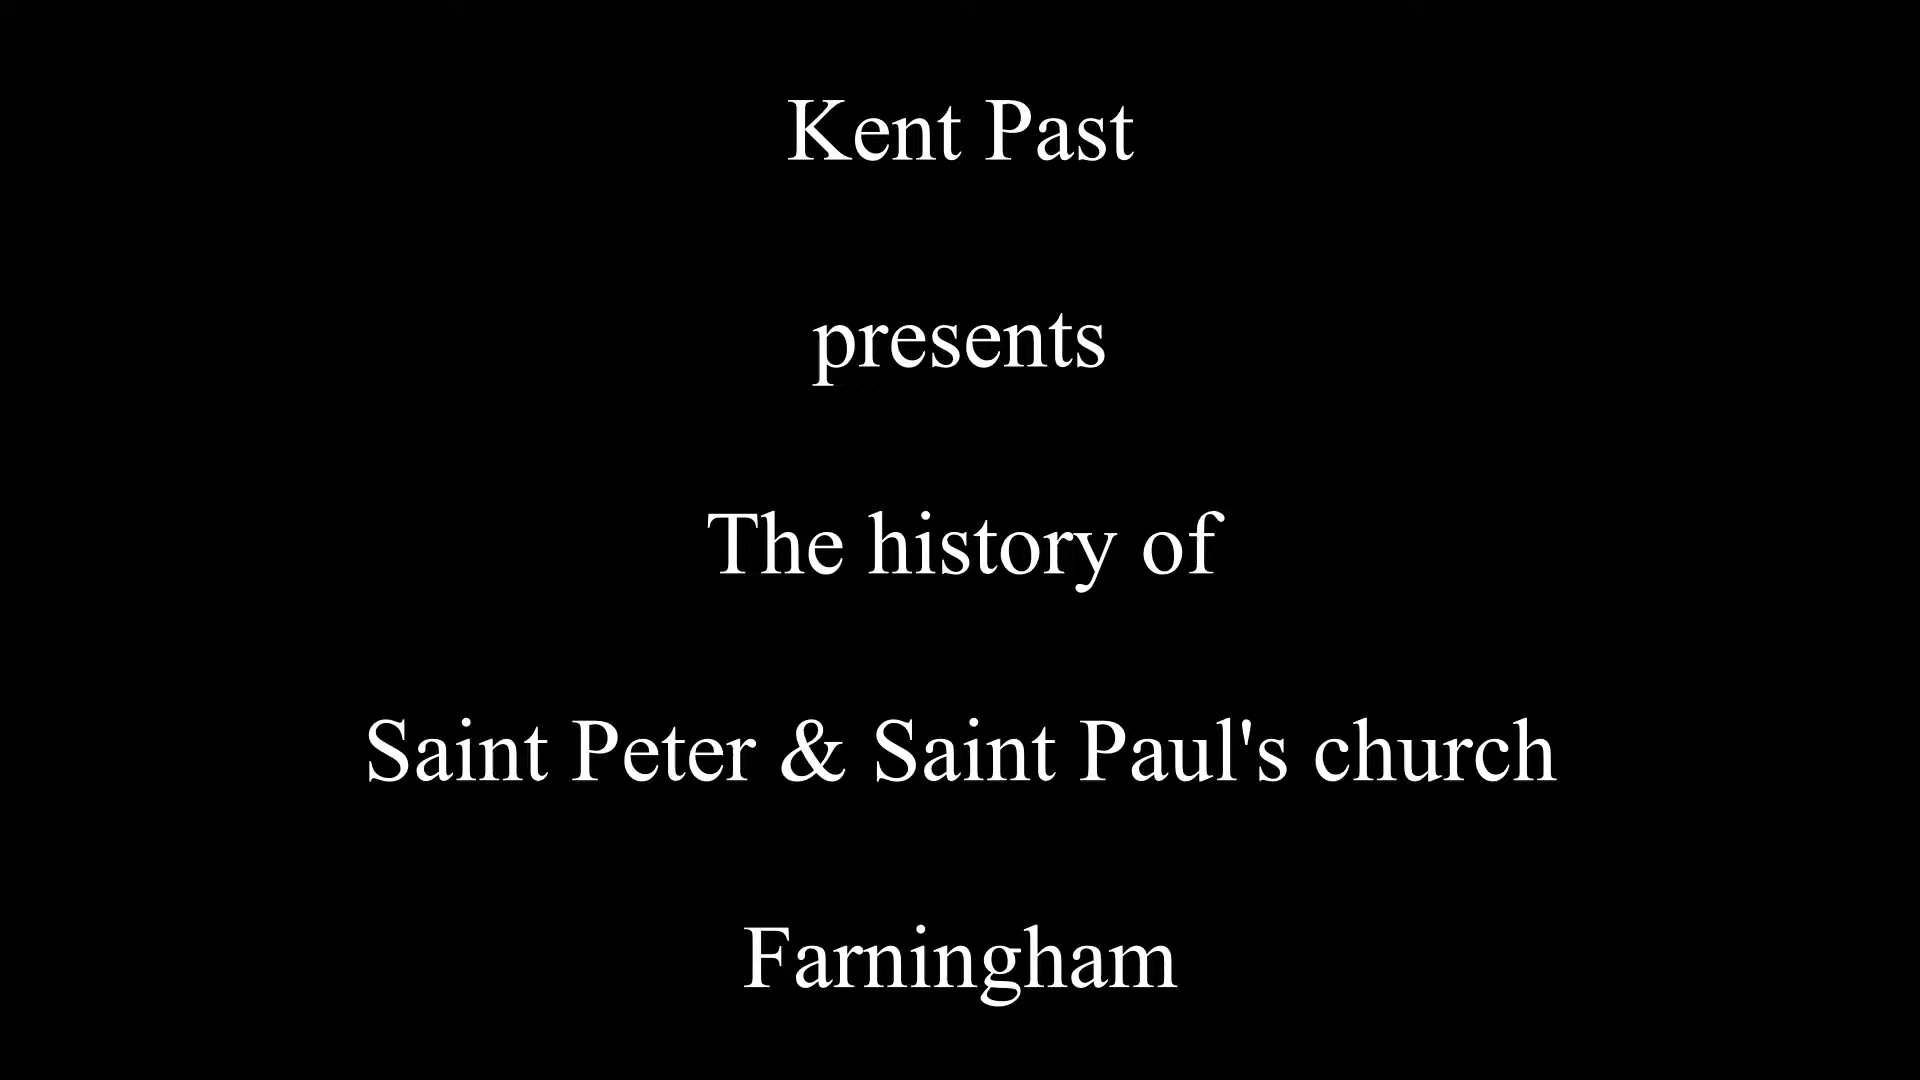 Kent Past
presents
The history of
Saint Peter & Saint Paul's church
Farningham